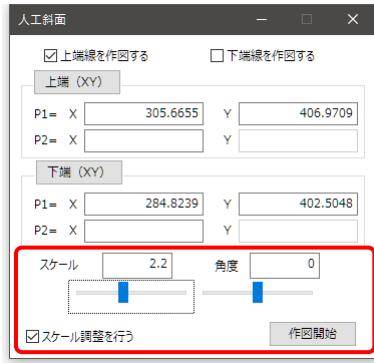 人工斜面
上端線を作図する 下端線を作図する
上端（XY）
P1= X 305.6655 Y 406.9709
P2= X Y
下端（XY）
P1= X 284.8239 Y 402.5048
P2= X Y
スケール 2.2 角度 0
スケール調整を行う 作図開始